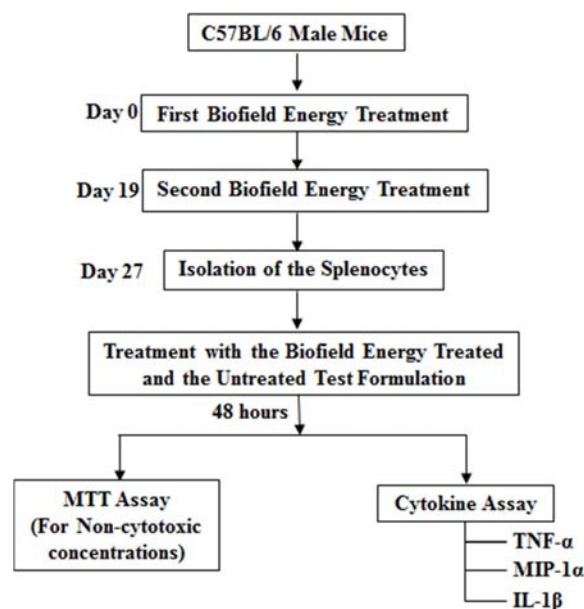 C57BL/6 Male Mice
Day 0
First Biofield Energy Treatment
Day 19
Second Biofield Energy Treatment
Day 27
Isolation of the Splenocytes
Treatment with the Biofield Energy Treated
and the Untreated Test Formulation
48 hours
MTT Assay
(For Non-cytotoxic
concentrations)
Cytokine Assay
TNF-α
MIP-1α
IL-1β